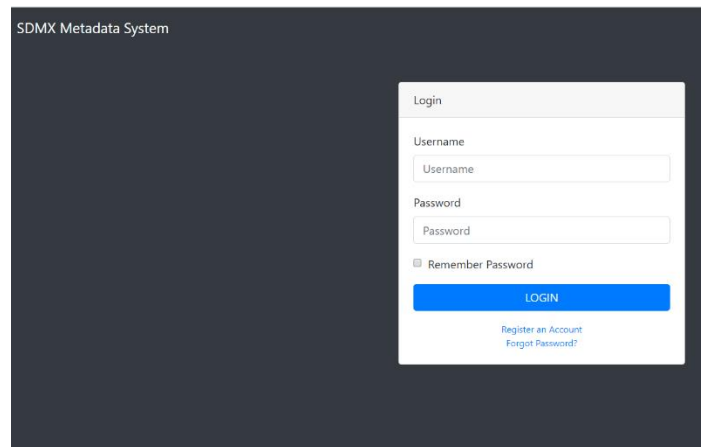 SDMX Metadata System
Login
Username
Username
Password
Password
Remember Password
LOGIN
Register an Account
Forgot Password?